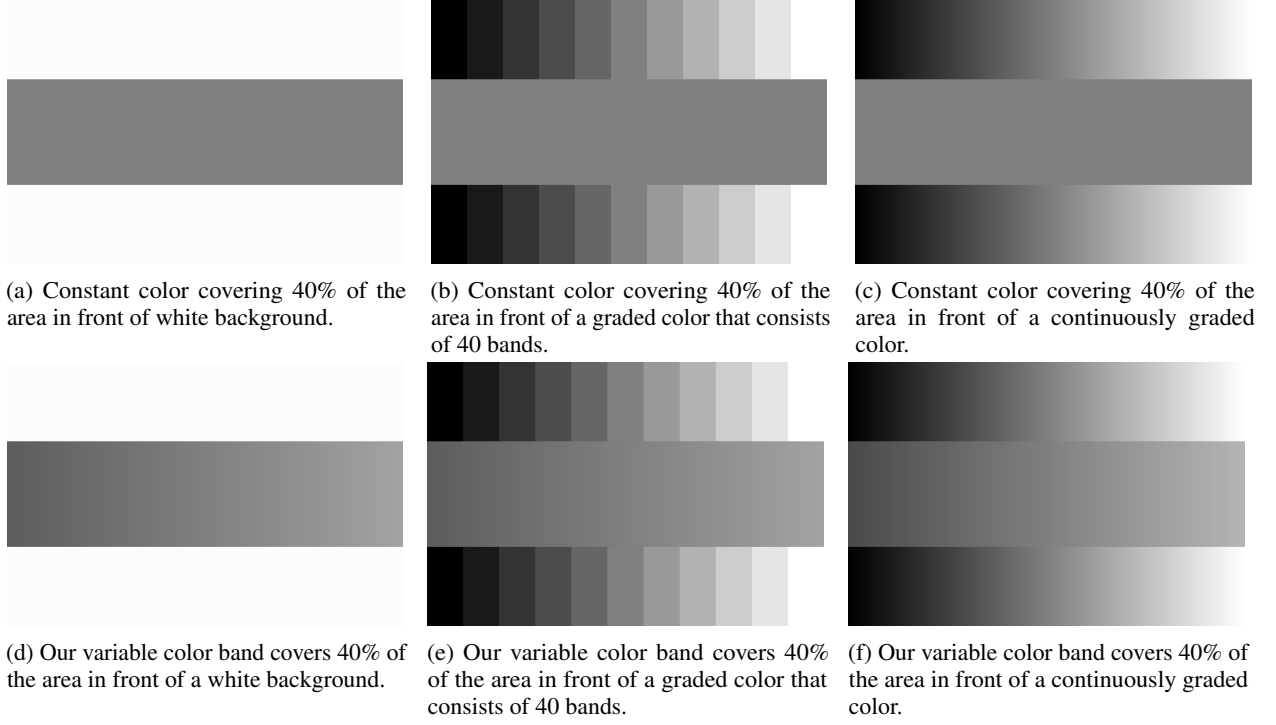 (a) Constant color covering 40% of the
area in front of white background.
(b) Constant color covering 40% of the
area in front of a graded color that consists
of 40 bands.
(c) Constant color covering 40% of the
area in front of a continuously graded
color.
(d) Our variable color band covers 40% of
the area in front of a white background.
(e) Our variable color band covers 40%
of the area in front of a graded color that
consists of 40 bands.
(f) Our variable color band covers 40% of
the area in front of a continuously graded
color.